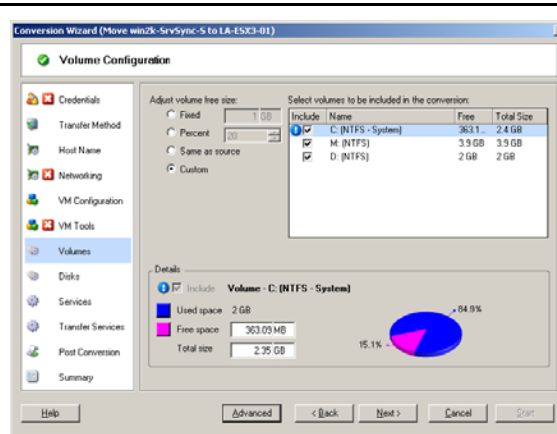 Conversion Wizard (Move win2k-SrvSync-S to LA-ESX3-01)
Volume Configuration
Credentials
Transfer Method
Host Name
Networking
VM Configuration
VM Tools
Volumes
Disks
Services
Transfer Services
Post Conversion
Summary
Adjust volume free size:
Fixed 1 GB
Percent 20
Same as source
Custom
Select volumes to be included in the conversion:
Include Name Free Total Size
C: (NTFS - System) 363.1... 2.4 GB
M: (NTFS) 3.9 GB 3.9 GB
D: (NTFS) 2 GB 2 GB
Details
Include Volume - C: (NTFS - System)
Used space 2 GB
Free space 363.09 MB
Total size 2.35 GB
84.9%
15.1%
Help Advanced < Back Next > Cancel Start